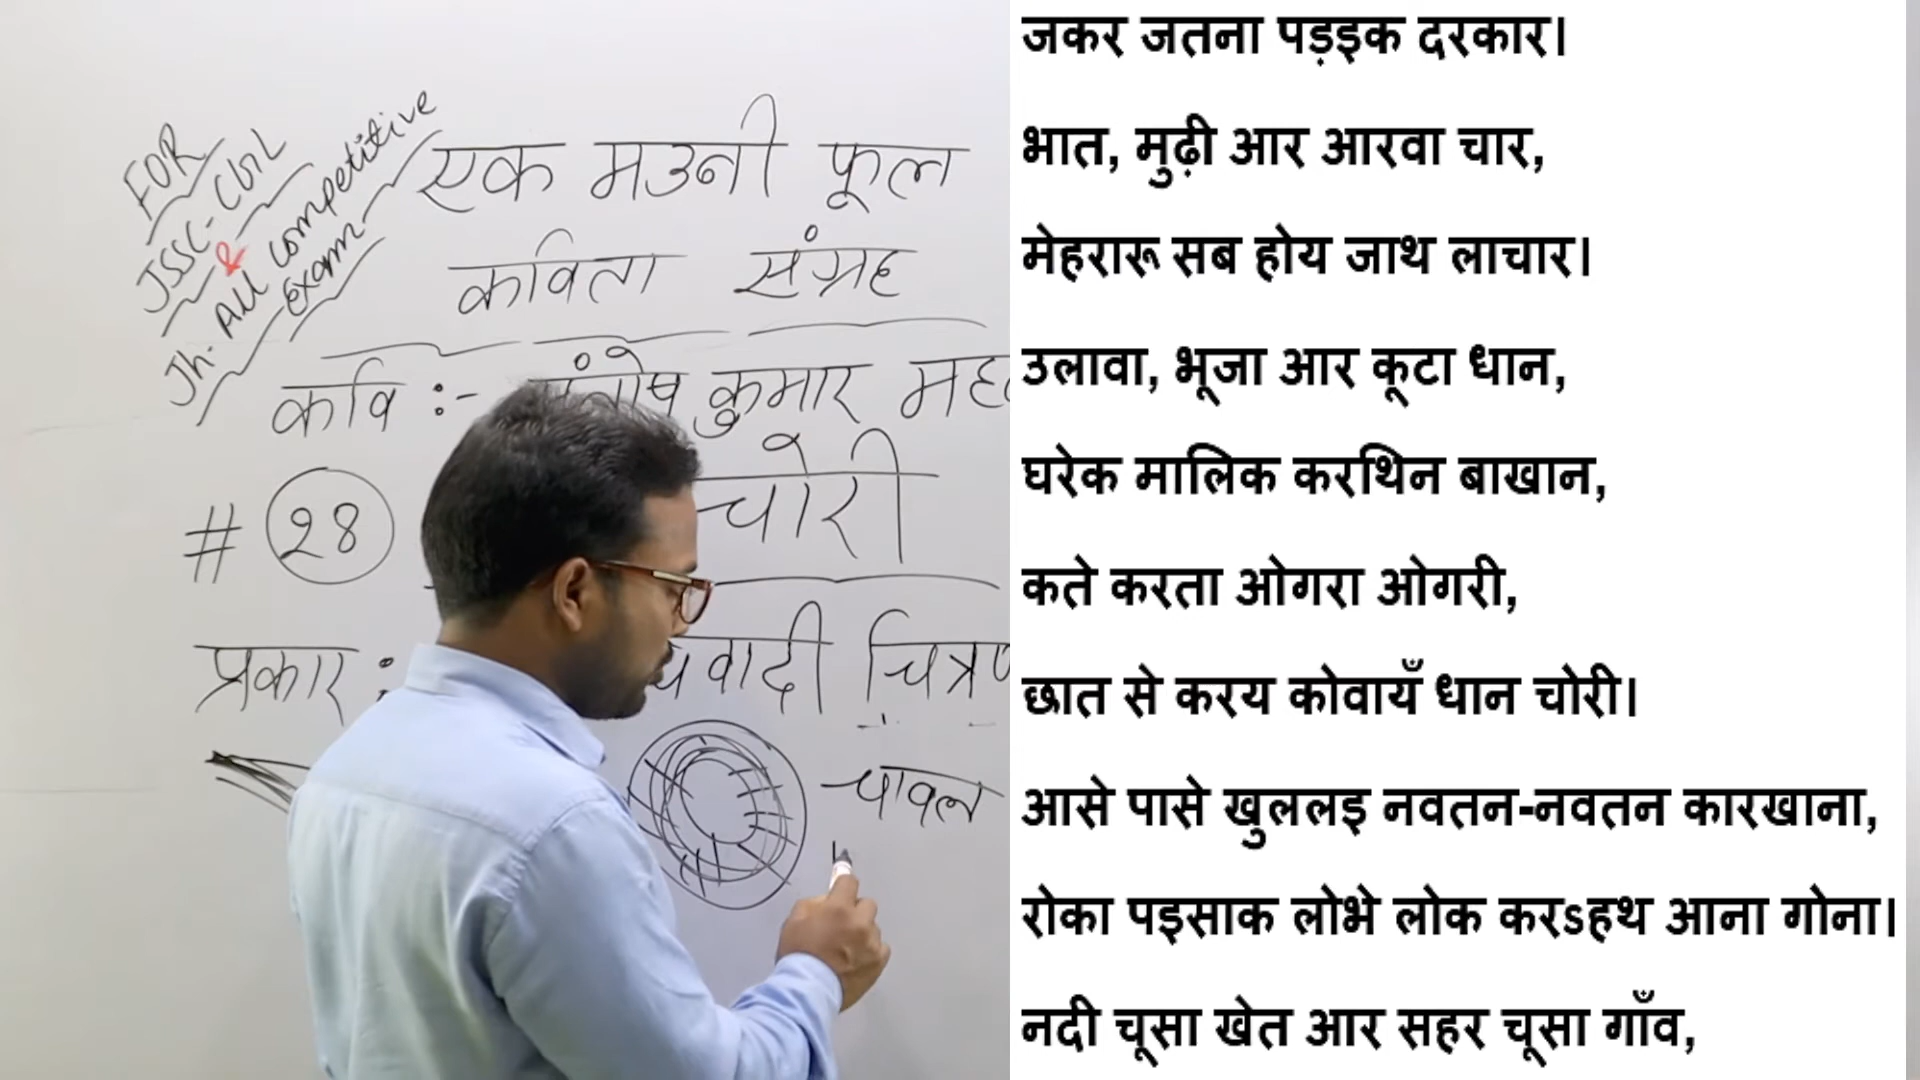 FOR
JSSC-CGL
&
Jh. All competitive
exam
एक मउनी फूल
कविता संग्रह
कवि :- संतोष कुमार
# 28
चोरी
प्रकार :
चित्रण
चावल
जकर जतना पड़इक दरकार।
भात, मुढ़ी आर आरवा चार,
मेहरारू सब होय जाथ लाचार।
उलावा, भूजा आर कूटा धान,
घरेक मालिक करथिन बाखान,
कते करता ओगरा ओगरी,
छात से करय कोवायँ धान चोरी।
आसे पासे खुललइ नवतन-नवतन कारखाना,
रोका पइसाक लोभे लोक करऽहथ आना गोना।
नदी चूसा खेत आर सहर चूसा गाँव,